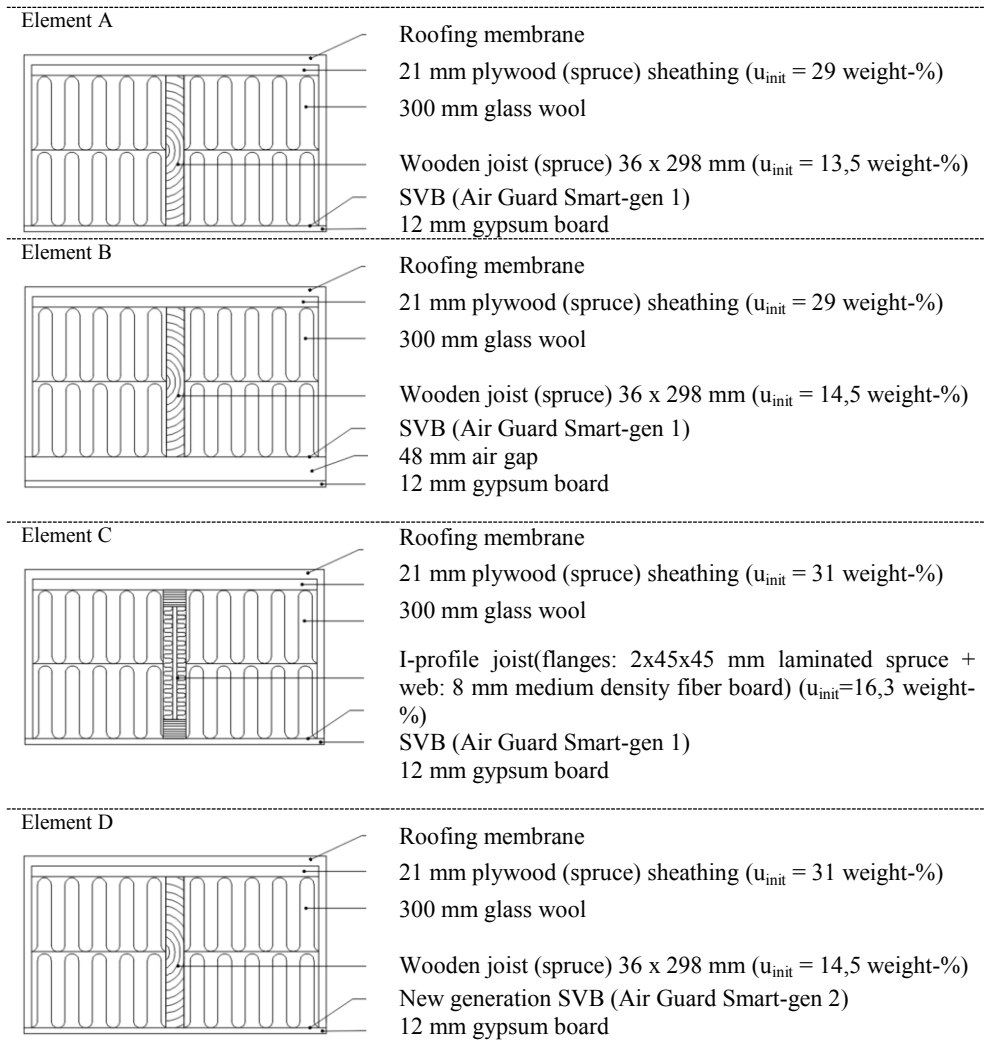 Element A
Roofing membrane
21 mm plywood (spruce) sheathing (uinit = 29 weight-%)
300 mm glass wool
Wooden joist (spruce) 36 x 298 mm (uinit = 13,5 weight-%)
SVB (Air Guard Smart-gen 1)
12 mm gypsum board
Element B
Roofing membrane
21 mm plywood (spruce) sheathing (uinit = 29 weight-%)
300 mm glass wool
Wooden joist (spruce) 36 x 298 mm (uinit = 14,5 weight-%)
SVB (Air Guard Smart-gen 1)
48 mm air gap
12 mm gypsum board
Element C
Roofing membrane
21 mm plywood (spruce) sheathing (uinit = 31 weight-%)
300 mm glass wool
I-profile joist(flanges: 2x45x45 mm laminated spruce +
web: 8 mm medium density fiber board) (uinit=16,3 weight-
%)
SVB (Air Guard Smart-gen 1)
12 mm gypsum board
Element D
Roofing membrane
21 mm plywood (spruce) sheathing (uinit = 31 weight-%)
300 mm glass wool
Wooden joist (spruce) 36 x 298 mm (uinit = 14,5 weight-%)
New generation SVB (Air Guard Smart-gen 2)
12 mm gypsum board